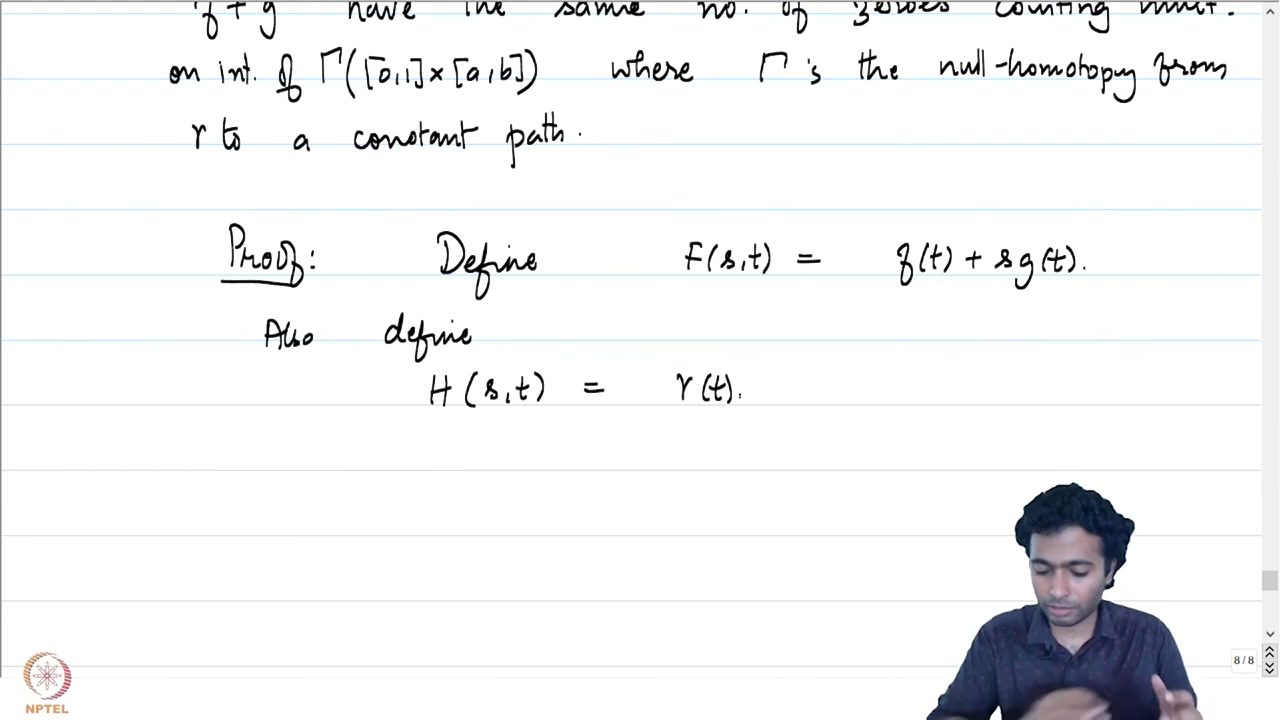 f + g have the same no. of zeroes counting mult.
on int. of Γ([0,1]×[a,b]) where Γ is the null-homotopy from
γ to a constant path.
Proof: Define F(s,t) = f(t) + sg(t).
Also define
H(s,t) = γ(t).
8/8
NPTEL